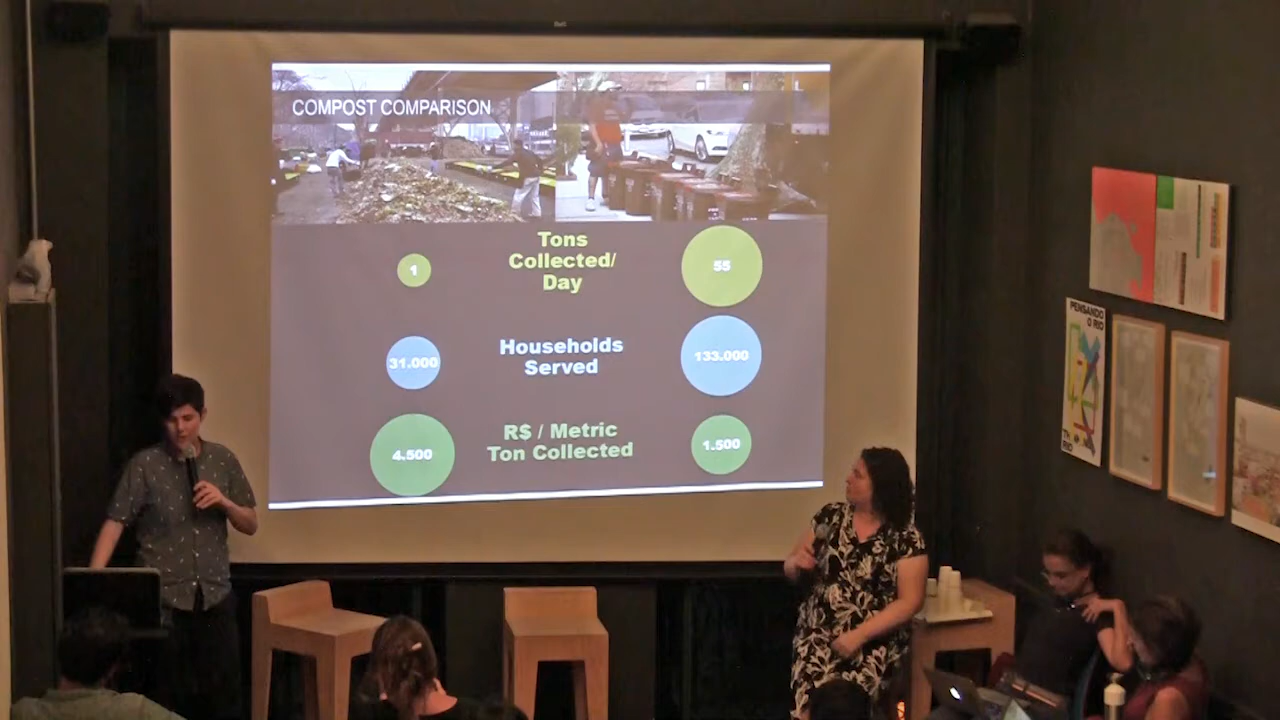 COMPOST COMPARISON
1
Tons
Collected/
Day
55
31.000
Households
Served
133.000
4.500
R$ / Metric
Ton Collected
1.500
PENSANDO
O RIO